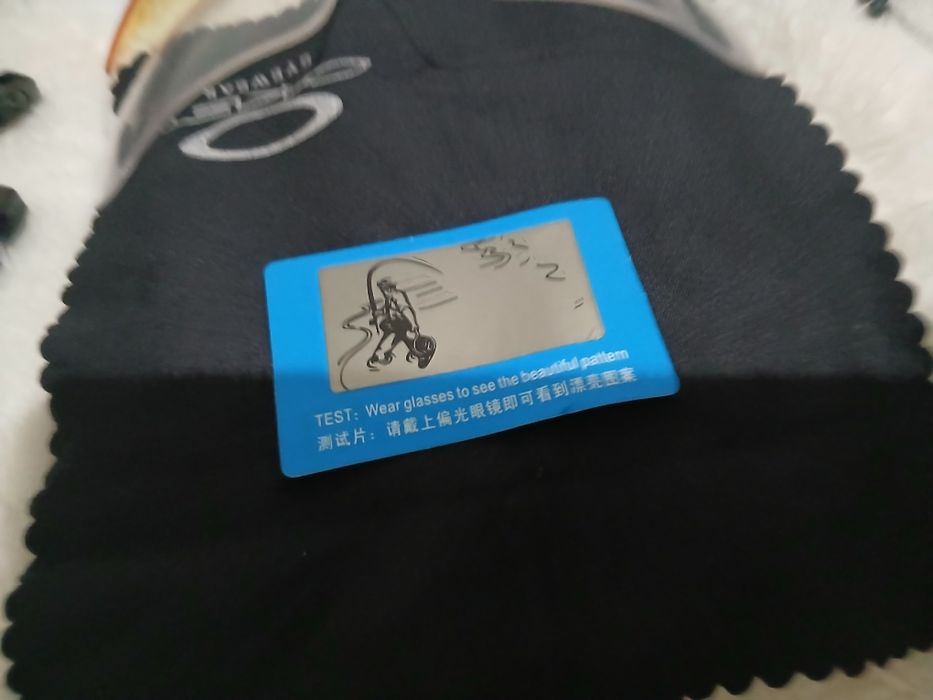 EYEWEAR
TEST: Wear glasses to see the beautiful pattern
测试片：请戴上偏光眼镜即可看到漂亮图案